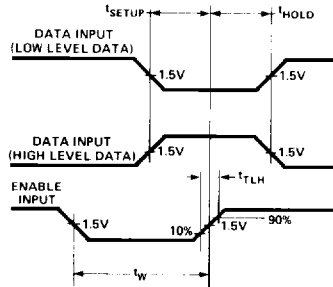 tSETUP
tHOLD
DATA INPUT
(LOW LEVEL DATA)
1.5V
1.5V
DATA INPUT
(HIGH LEVEL DATA)
1.5V
1.5V
tTLH
ENABLE
INPUT
1.5V
10%
1.5V
90%
tW